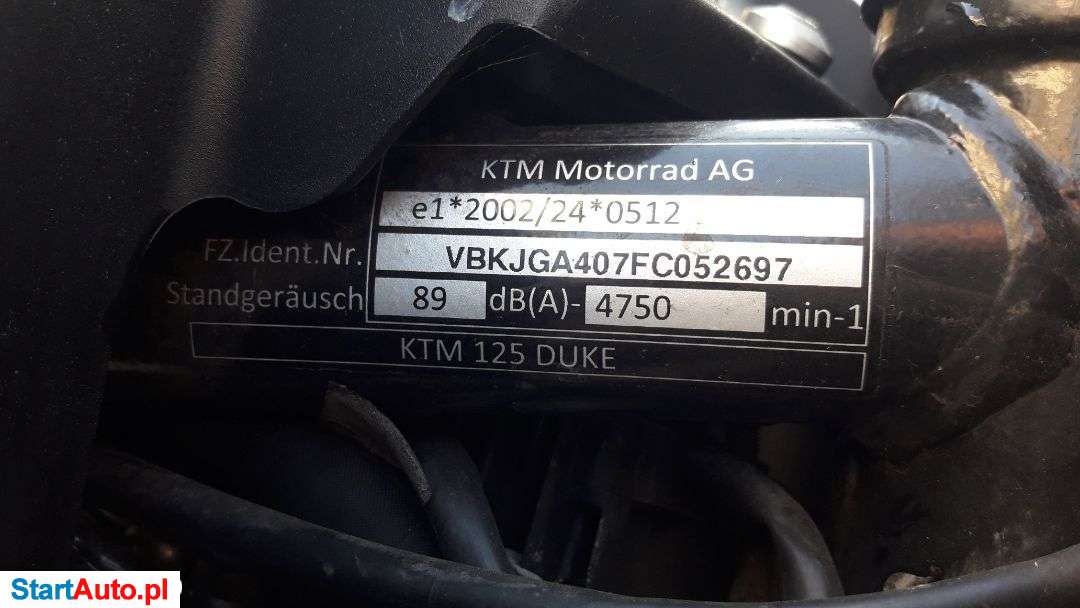 KTM Motorrad AG
e1*2002/24*0512
FZ.Ident.Nr. VBKJGA407FC052697
Standgeräusch 89 dB(A)- 4750 min-1
KTM 125 DUKE
StartAuto.pl